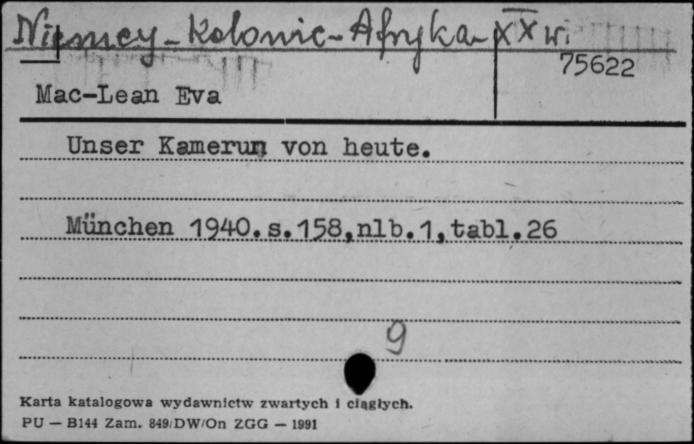 Niemcy-Kolonie-Afryka-XX w.
75622
Mac-Lean Eva
Unser Kamerun von heute.
München 1940.s.158,nlb.1,tabl.26
9
Karta katalogowa wydawnictw zwartych i ciągłych.
PU — B144 Zam. 849/DW/On ZGG — 1991